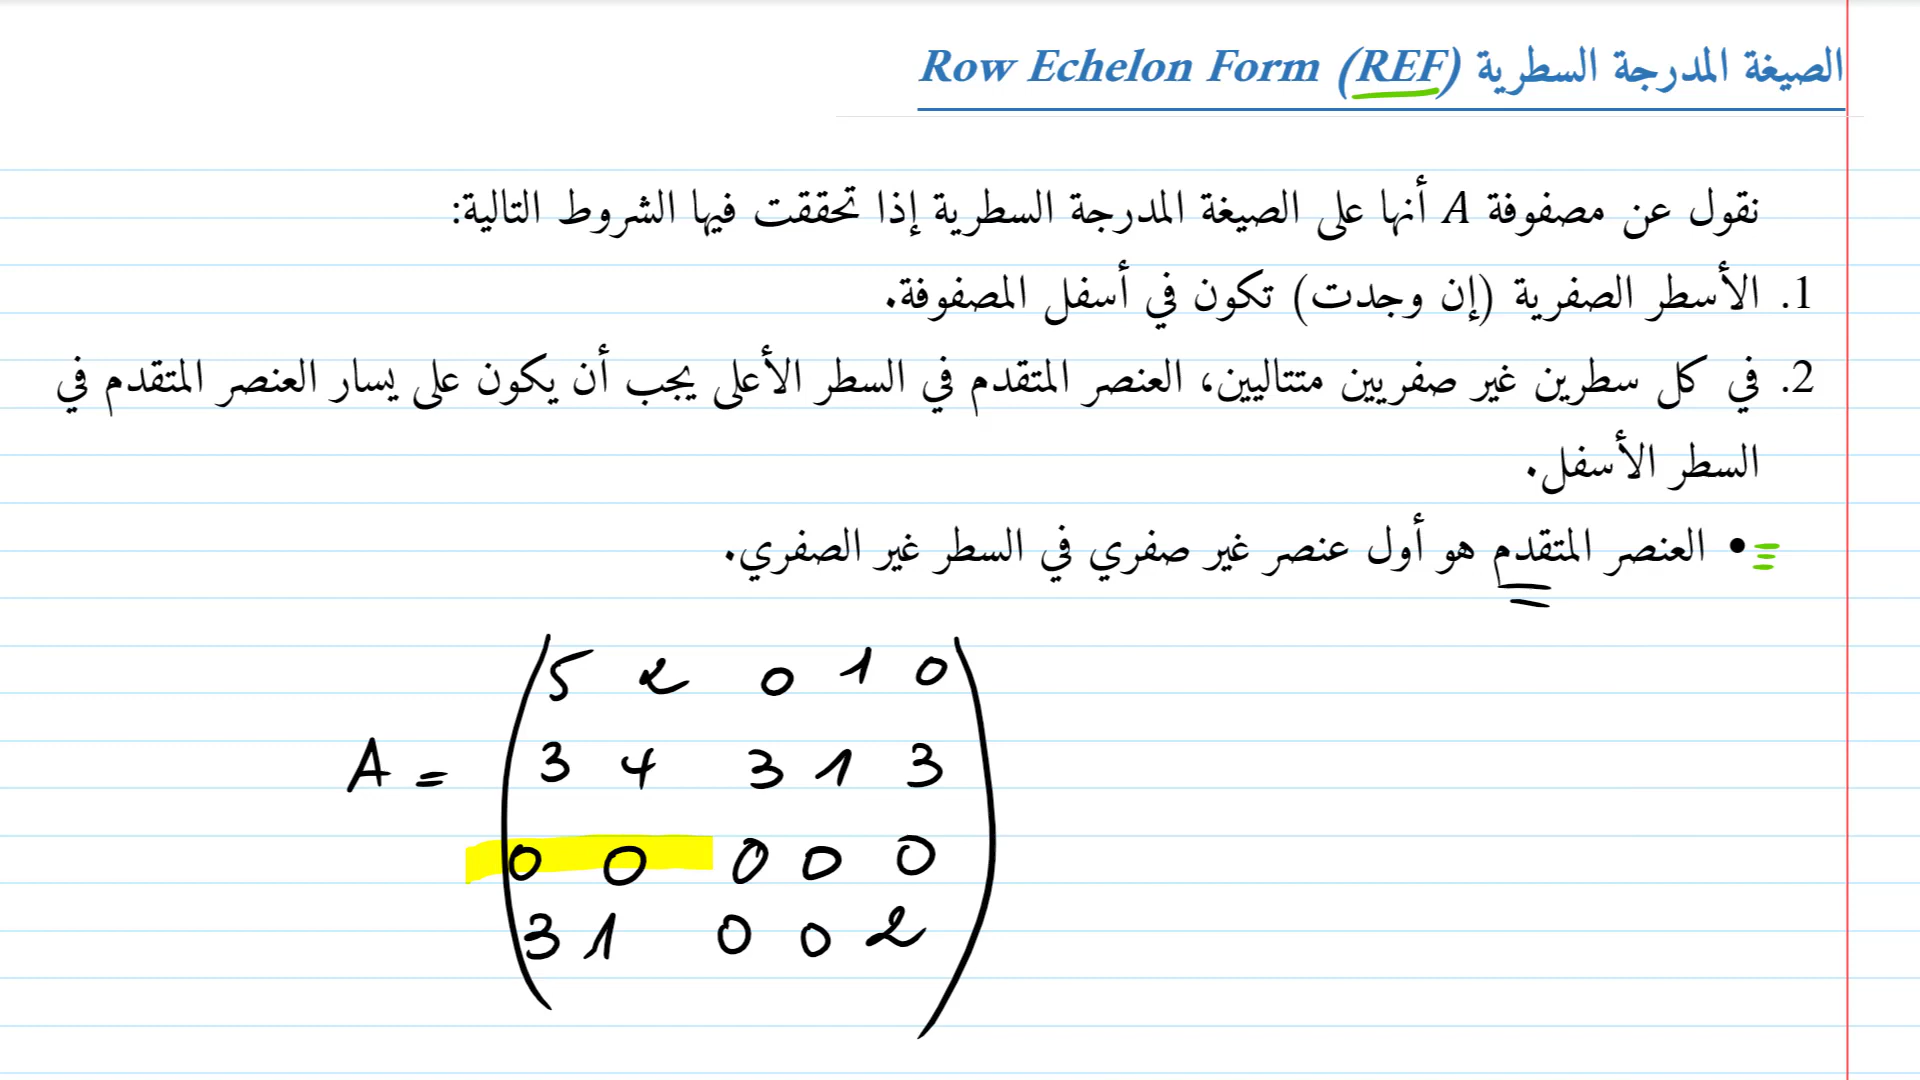 الصيغة المدرجة السطرية Row Echelon Form (REF)
نقول عن مصفوفة A أنها على الصيغة المدرجة السطرية إذا تحققت فيها الشروط التالية:
1. الأسطر الصفرية (إن وجدت) تكون في أسفل المصفوفة.
2. في كل سطرين غير صفريين متتاليين، العنصر المتقدم في السطر الأعلى يجب أن يكون على يسار العنصر المتقدم في
السطر الأسفل.
• العنصر المتقدم هو أول عنصر غير صفري في السطر غير الصفري.
5 2 0 1 0
A = 3 4 3 1 3
0 0 0 0 0
3 1 0 0 2